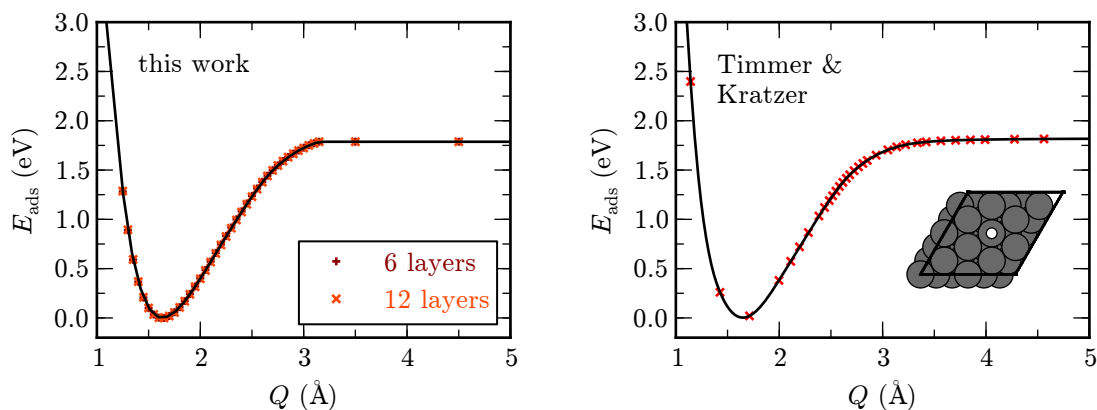 3.0
2.5
2.0
1.5
1.0
0.5
0.0
E_ads (eV)
this work
6 layers
12 layers
1 2 3 4 5
Q (Å)
3.0
2.5
2.0
1.5
1.0
0.5
0.0
E_ads (eV)
Timmer &
Kratzer
1 2 3 4 5
Q (Å)